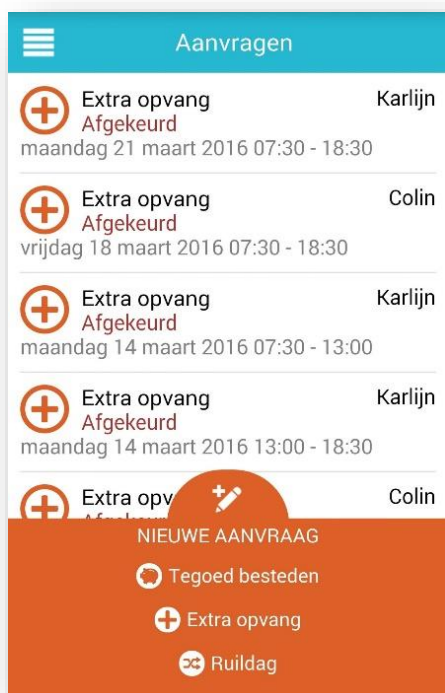 Aanvragen
Extra opvang Karlijn
Afgekeurd
maandag 21 maart 2016 07:30 - 18:30
Extra opvang Colin
Afgekeurd
vrijdag 18 maart 2016 07:30 - 18:30
Extra opvang Karlijn
Afgekeurd
maandag 14 maart 2016 07:30 - 13:00
Extra opvang Karlijn
Afgekeurd
maandag 14 maart 2016 13:00 - 18:30
Extra opv Colin
NIEUWE AANVRAAG
Tegoed besteden
Extra opvang
Ruildag